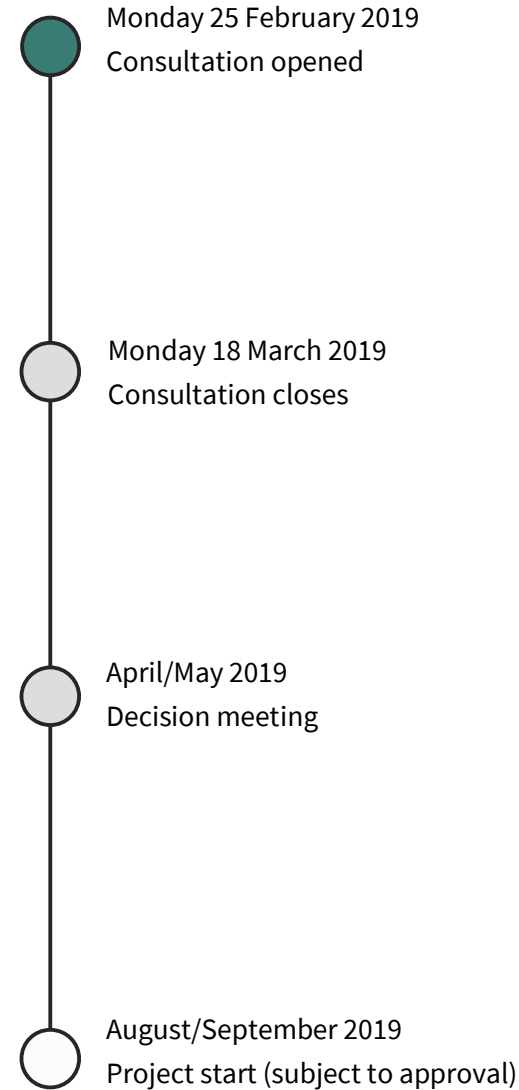 Monday 25 February 2019
Consultation opened
Monday 18 March 2019
Consultation closes
April/May 2019
Decision meeting
August/September 2019
Project start (subject to approval)